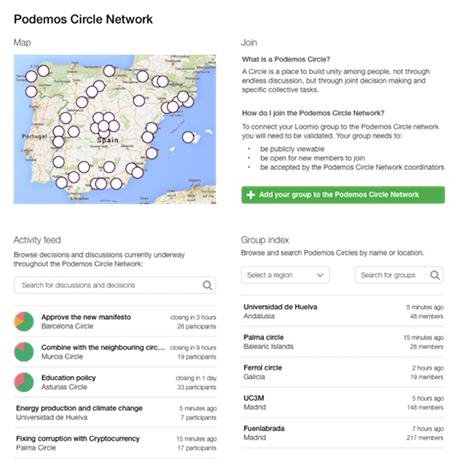 Podemos Circle Network
Map
Portugal
Spain
Join
What is a Podemos Circle?
A Circle is a place to build unity among people, not through
endless discussion, but through joint decision making and
specific collective tasks.
How do I join the Podemos Circle Network?
To connect your Loomio group to the Podemos Circle network
you will need to be validated. Your group needs to:
• be publicly viewable
• be open for new members to join
• be accepted by the Podemos Circle Network coordinators
+ Add your group to the Podemos Circle Network
Activity feed
Browse decisions and discussions currently underway
throughout the Podemos Circle Network:
Search for discussions and decisions
Approve the new manifesto closing in 3 hours
Barcelona Circle 28 participants
Combine with the neighbouring circ... closing in 9 hours
Murcia Circle 19 participants
Education policy closing in 1 day
Asturias Circle 33 participants
Energy production and climate change 5 minutes ago
Universidad de Huelva 7 participants
Fixing corruption with Cryptocurrency 15 minutes ago
Palma Circle 17 participants
Group index
Browse and search Podemos Circles by name or location.
Select a region Search for groups
Universidad de Huelva 5 minutes ago
Andalusia 48 members
Palma circle 15 minutes ago
Balearic Islands 28 members
Ferrol circle 2 hours ago
Galicia 19 members
UC3M 5 hours ago
Madrid 148 members
Fuenlabrada 7 hours ago
Madrid 217 members